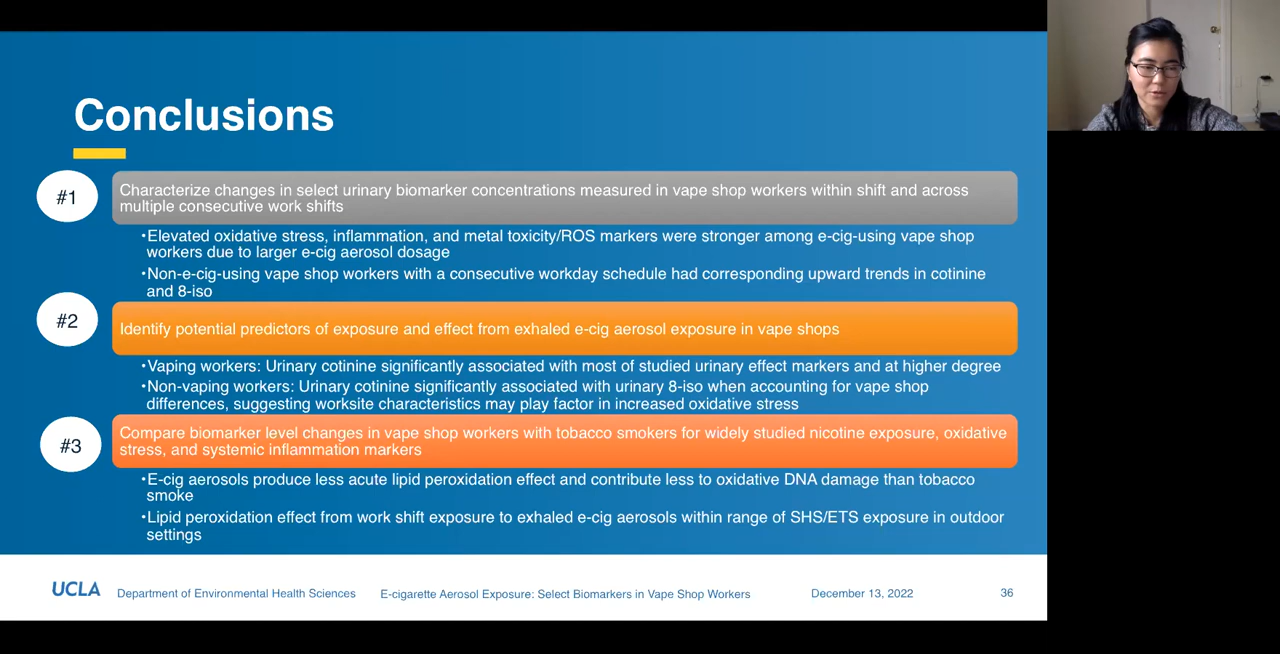 Conclusions
#1
Characterize changes in select urinary biomarker concentrations measured in vape shop workers within shift and across
multiple consecutive work shifts
•Elevated oxidative stress, inflammation, and metal toxicity/ROS markers were stronger among e-cig-using vape shop
workers due to larger e-cig aerosol dosage
•Non-e-cig-using vape shop workers with a consecutive workday schedule had corresponding upward trends in cotinine
and 8-iso
#2
Identify potential predictors of exposure and effect from exhaled e-cig aerosol exposure in vape shops
•Vaping workers: Urinary cotinine significantly associated with most of studied urinary effect markers and at higher degree
•Non-vaping workers: Urinary cotinine significantly associated with urinary 8-iso when accounting for vape shop
differences, suggesting worksite characteristics may play factor in increased oxidative stress
#3
Compare biomarker level changes in vape shop workers with tobacco smokers for widely studied nicotine exposure, oxidative
stress, and systemic inflammation markers
•E-cig aerosols produce less acute lipid peroxidation effect and contribute less to oxidative DNA damage than tobacco
smoke
•Lipid peroxidation effect from work shift exposure to exhaled e-cig aerosols within range of SHS/ETS exposure in outdoor
settings
UCLA Department of Environmental Health Sciences E-cigarette Aerosol Exposure: Select Biomarkers in Vape Shop Workers December 13, 2022 36